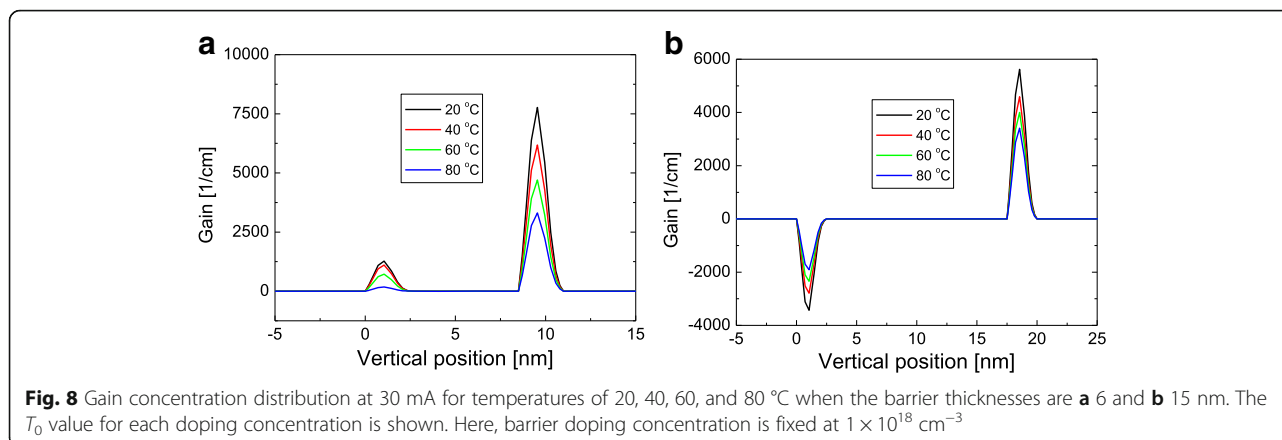 a
10000
7500
5000
2500
0
Gain [1/cm]
20 °C
40 °C
60 °C
80 °C
-5 0 5 10 15
Vertical position [nm]
b
6000
4000
2000
0
-2000
-4000
Gain [1/cm]
20 °C
40 °C
60 °C
80 °C
-5 0 5 10 15 20 25
Vertical position [nm]
Fig. 8 Gain concentration distribution at 30 mA for temperatures of 20, 40, 60, and 80 °C when the barrier thicknesses are a 6 and b 15 nm. The
T₀ value for each doping concentration is shown. Here, barrier doping concentration is fixed at 1 × 10¹⁸ cm⁻³